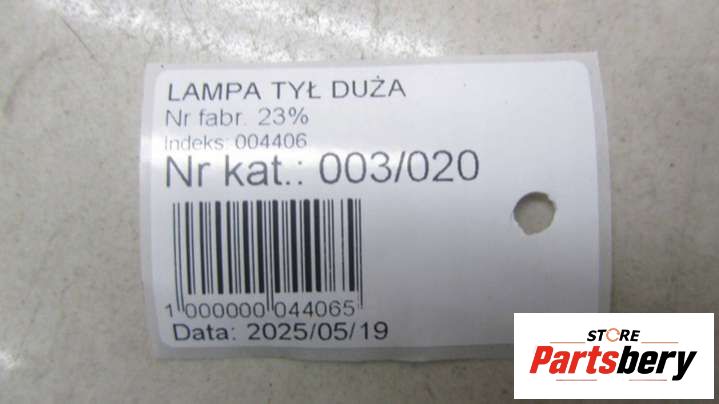 LAMPA TYŁ DUŻA
Nr fabr. 23%
Indeks: 004406
Nr kat.: 003/020
1 000000 044065
Data: 2025/05/19
STORE
Partsbery